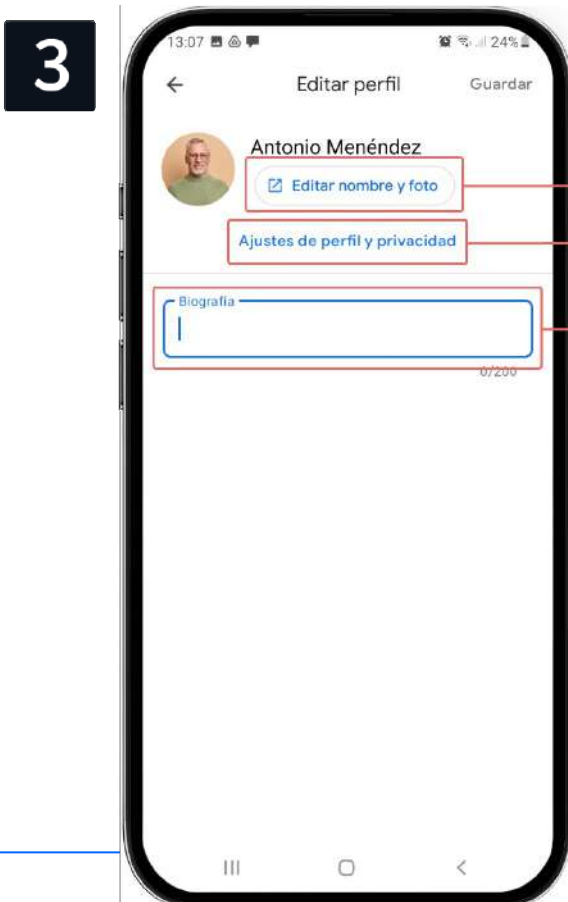 3
13:07 24%
Editar perfil Guardar
Antonio Menéndez
Editar nombre y foto
Ajustes de perfil y privacidad
Biografía
0/200